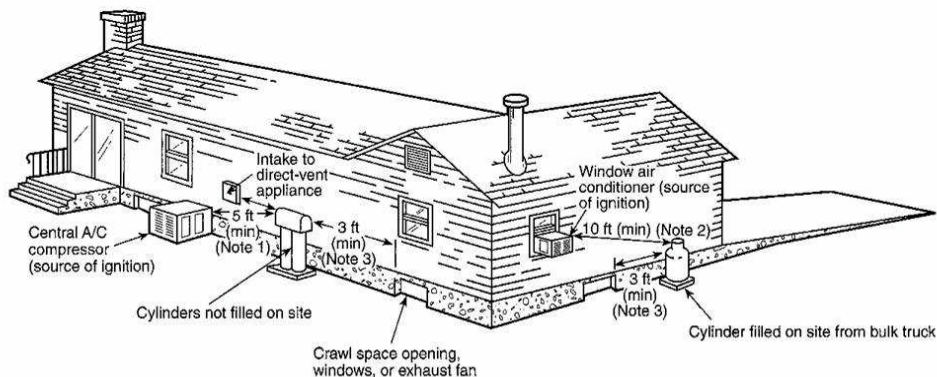 Intake to
direct-vent
appliance
Window air
conditioner (source
of ignition)
Central A/C
compressor
(source of ignition)
5 ft
(min)
(Note 1)
3 ft
(min)
(Note 3)
10 ft (min) (Note 2)
3 ft
(min)
(Note 3)
Cylinders not filled on site
Cylinder filled on site from bulk truck
Crawl space opening,
windows, or exhaust fan